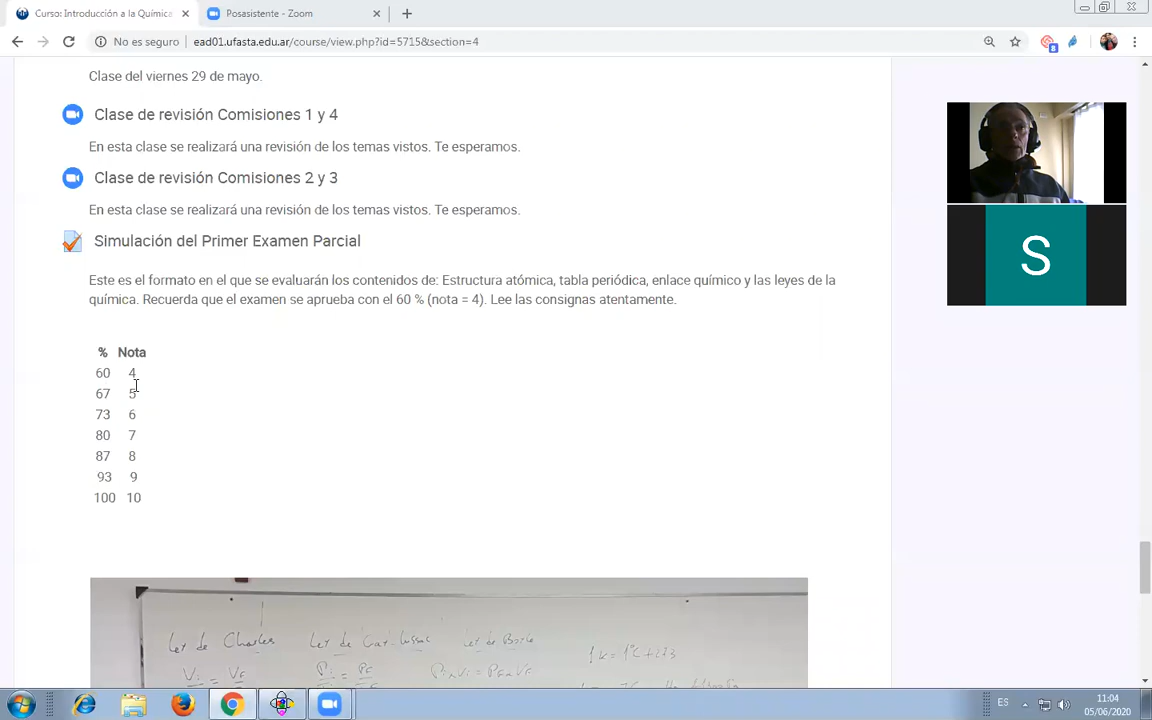 Curso: Introducción a la Química
Posasistente - Zoom
No es seguro
ead01.ufasta.edu.ar/course/view.php?id=5715&section=4
8
Clase del viernes 29 de mayo.
Clase de revisión Comisiones 1 y 4
En esta clase se realizará una revisión de los temas vistos. Te esperamos.
Clase de revisión Comisiones 2 y 3
En esta clase se realizará una revisión de los temas vistos. Te esperamos.
S
Simulación del Primer Examen Parcial
Este es el formato en el que se evaluarán los contenidos de: Estructura atómica, tabla periódica, enlace químico y las leyes de la
química. Recuerda que el examen se aprueba con el 60 % (nota = 4). Lee las consignas atentamente.
% Nota
60 4
67 5
73 6
80 7
87 8
93 9
100 10
Ley de Charles Ley de Gay-Lussac Ley de Boyle
1 K = 1°C + 273
ES
11:04
05/06/2020